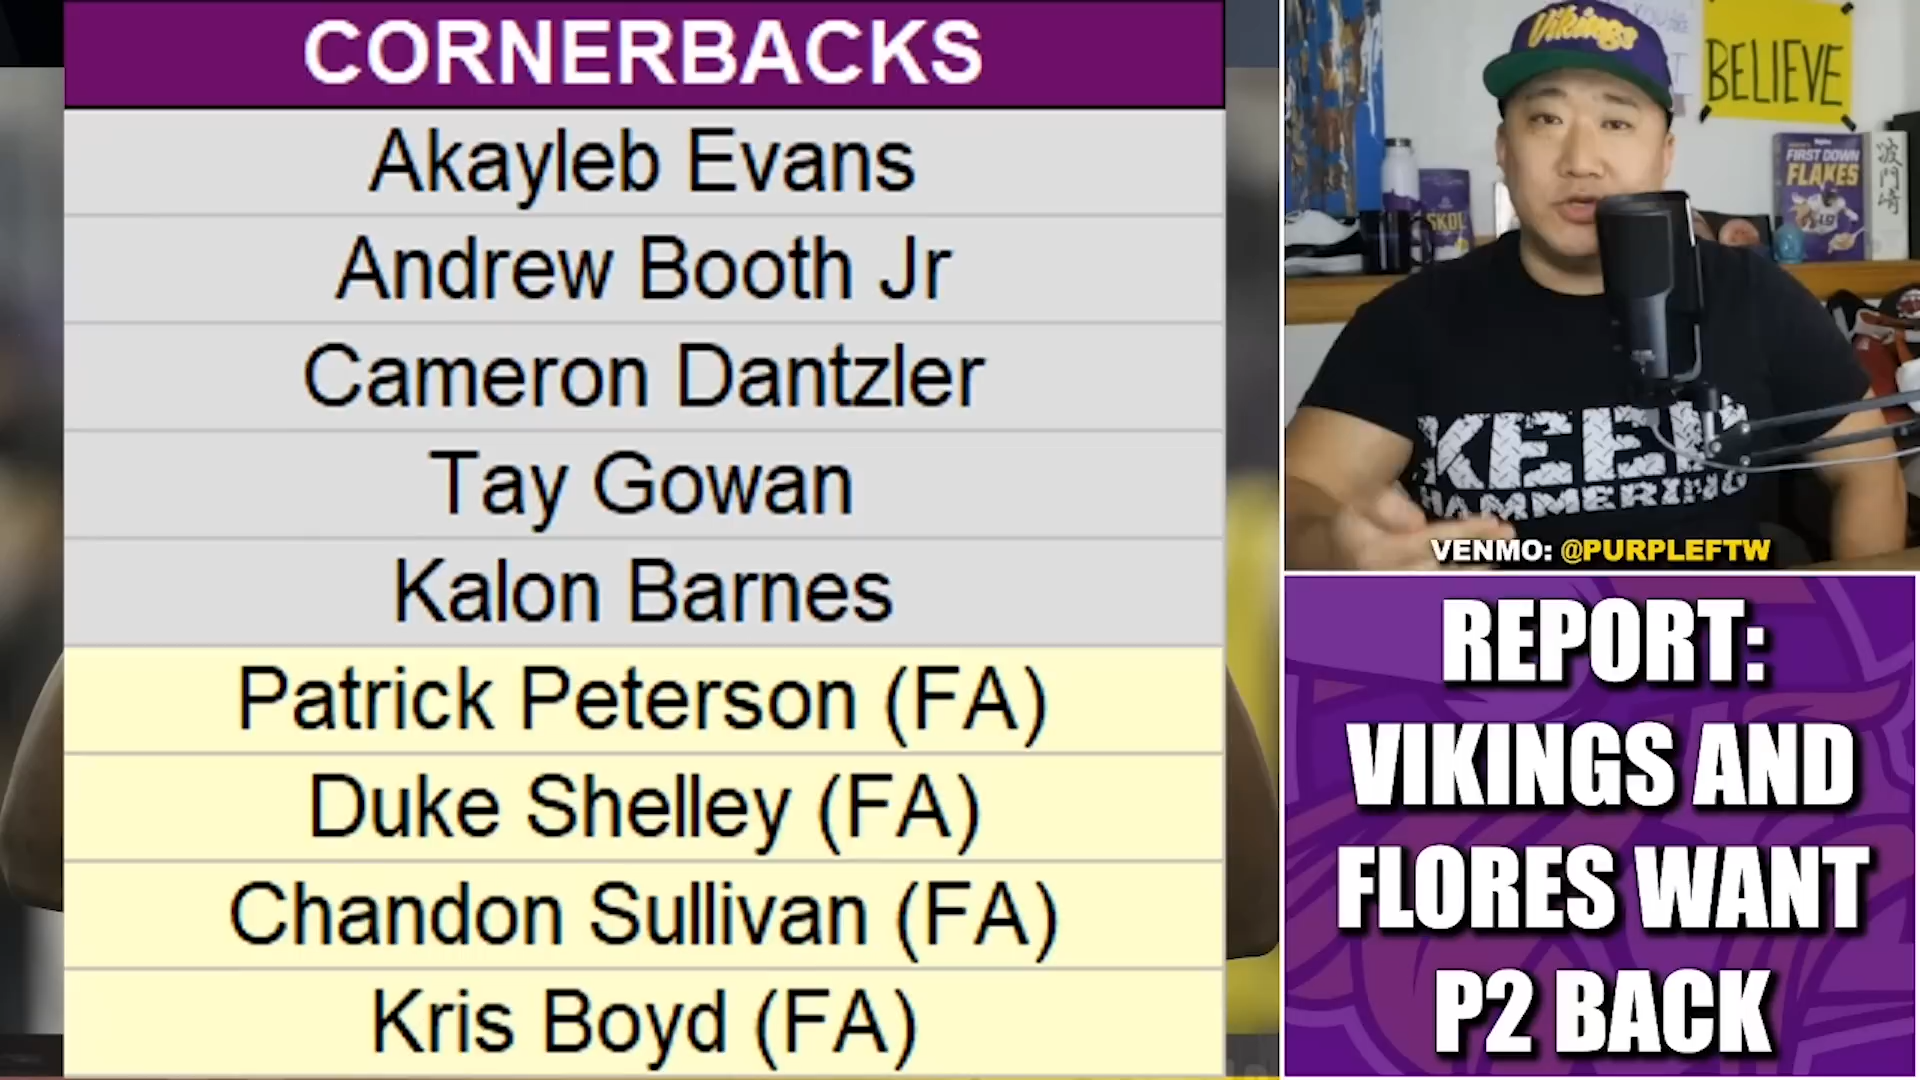 CORNERBACKS
Akayleb Evans
Andrew Booth Jr
Cameron Dantzler
Tay Gowan
Kalon Barnes
Patrick Peterson (FA)
Duke Shelley (FA)
Chandon Sullivan (FA)
Kris Boyd (FA)
Vikings
BELIEVE
FIRST DOWN
FLAKES
SKOL
KEEP
HAMMERING
VENMO: @PURPLEFTW
REPORT:
VIKINGS AND
FLORES WANT
P2 BACK